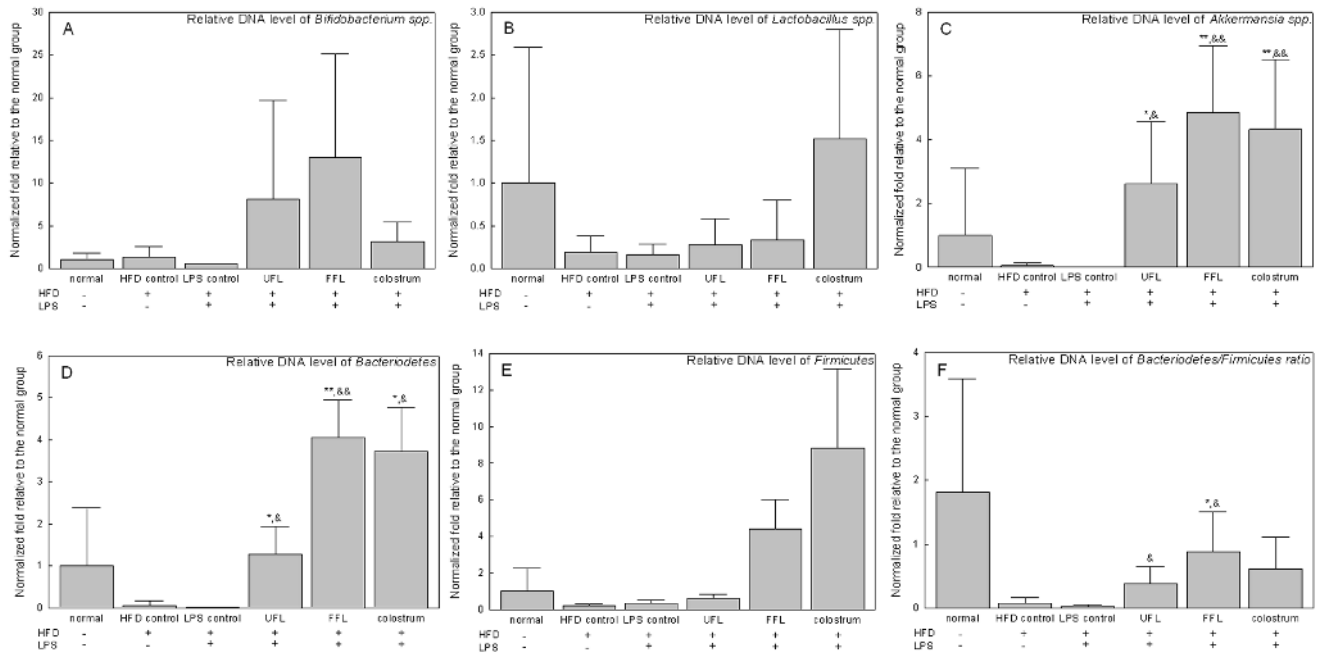 A
Relative DNA level of Bifidobacterium spp.
Normalized fold relative to the normal group
30
25
20
15
10
5
0
normal HFD control LPS control UFL FFL colostrum
HFD - + + + + +
LPS - - + + + +
B
Relative DNA level of Lactobacillus spp.
Normalized fold relative to the normal group
3.0
2.5
2.0
1.5
1.0
0.5
0.0
normal HFD control LPS control UFL FFL colostrum
HFD - + + + + +
LPS - - + + + +
C
Relative DNA level of Akkermansia spp.
Normalized fold relative to the normal group
8
6
4
2
0
*,& **,&& **,&&
normal HFD control LPS control UFL FFL colostrum
HFD - + + + + +
LPS - - + + + +
D
Relative DNA level of Bacteriodetes
Normalized fold relative to the normal group
6
5
4
3
2
1
0
*,& **,&& *,&
normal HFD control LPS control UFL FFL colostrum
HFD - + + + + +
LPS - - + + + +
E
Relative DNA level of Firmicutes
Normalized fold relative to the normal group
14
12
10
8
6
4
2
0
normal HFD control LPS control UFL FFL colostrum
HFD - + + + + +
LPS - - + + + +
F
Relative DNA level of Bacteriodetes/Firmicules ratio
Normalized fold relative to the normal group
4
3
2
1
0
& *,&
normal HFD control LPS control UFL FFL colostrum
HFD - + + + + +
LPS - - + + + +